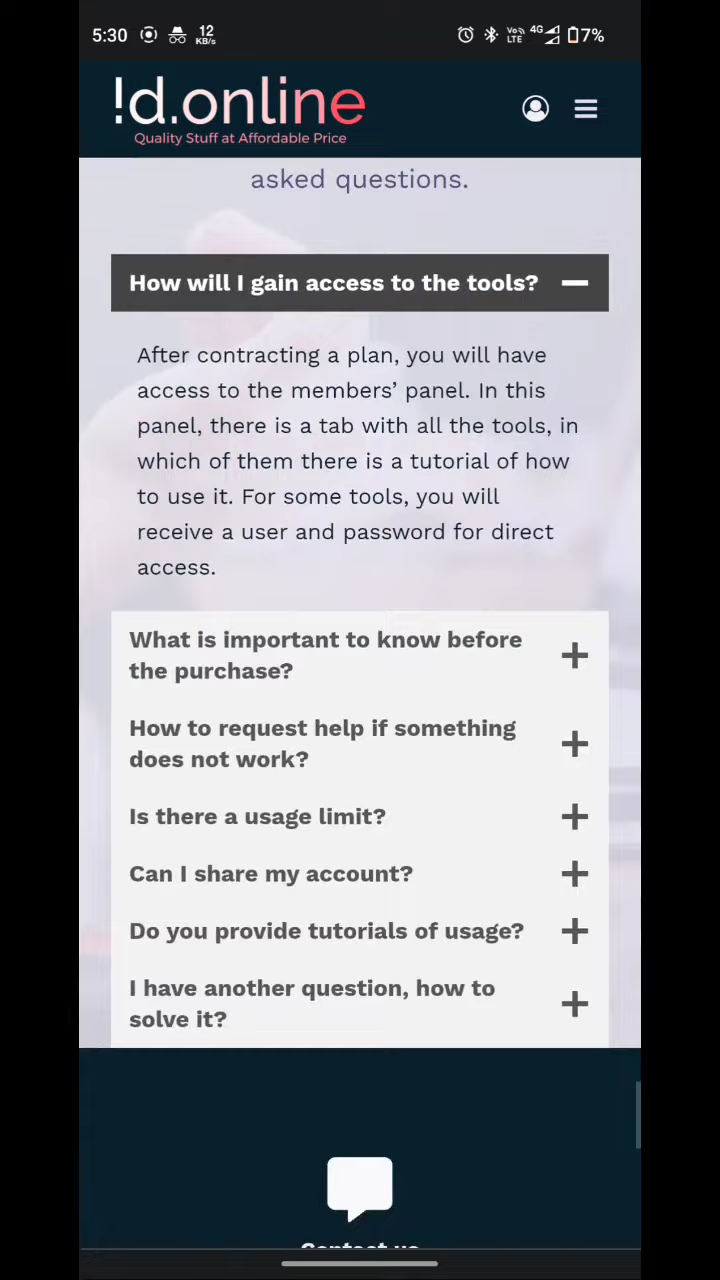 5:30 12 KB/s Vo LTE 4G 7%
!d.online
Quality Stuff at Affordable Price
asked questions.
How will I gain access to the tools?
After contracting a plan, you will have
access to the members’ panel. In this
panel, there is a tab with all the tools, in
which of them there is a tutorial of how
to use it. For some tools, you will
receive a user and password for direct
access.
What is important to know before
the purchase?
How to request help if something
does not work?
Is there a usage limit?
Can I share my account?
Do you provide tutorials of usage?
I have another question, how to
solve it?
Contact us